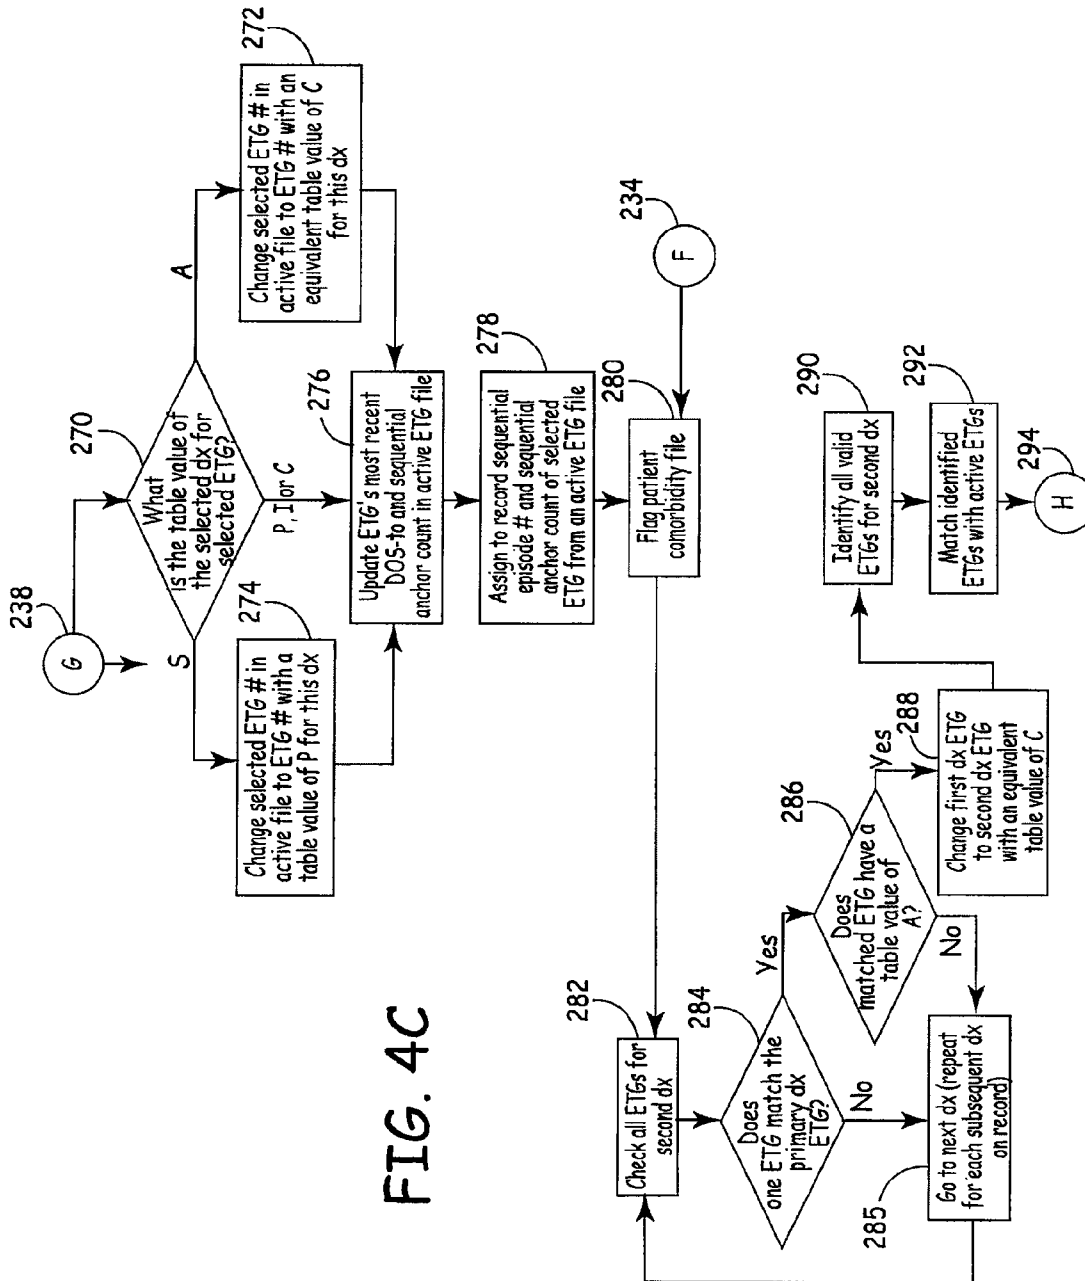 238
G
270
What
is the table value of
the selected dx for
selected ETG?
S
A
P, I or C
272
Change selected ETG # in
active file to ETG # with an
equivalent table value of C
for this dx
274
Change selected ETG # in
active file to ETG # with a
table value of P for this dx
276
Update ETG's most recent
DOS-to and sequential
anchor count in active ETG file
278
Assign to record sequential
episode # and sequential
anchor count of selected
ETG from an active ETG file
234
F
280
Flag patient
comorbidity file
282
Check all ETGs for
second dx
284
Does
one ETG match the
primary dx
ETG?
Yes
No
285
Go to next dx (repeat
for each subsequent dx
on record)
286
Does
matched ETG have a
table value of
A?
Yes
No
288
Change first dx ETG
to second dx ETG
with an equivalent
table value of C
290
Identify all valid
ETGs for second dx
292
Match identified
ETGs with active ETGs
294
H
FIG. 4C